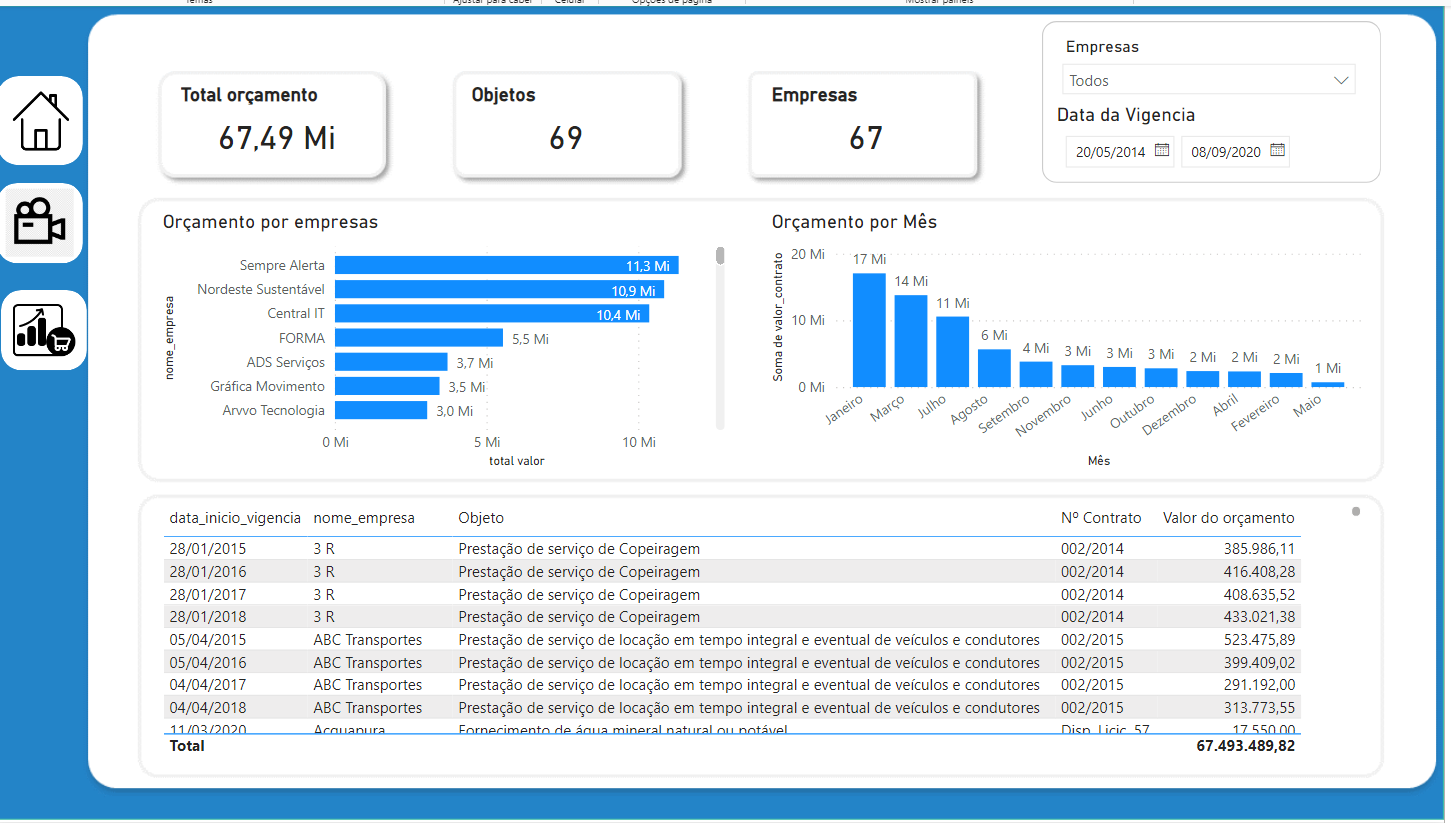 Temas Ajustar para caber Celular Opções de página Mostrar painéis
Empresas
Todos
Data da Vigencia
20/05/2014 08/09/2020
Total orçamento
67,49 Mi
Objetos
69
Empresas
67
Orçamento por empresas
nome_empresa
Sempre Alerta 11,3 Mi
Nordeste Sustentável 10,9 Mi
Central IT 10,4 Mi
FORMA 5,5 Mi
ADS Serviços 3,7 Mi
Gráfica Movimento 3,5 Mi
Arvvo Tecnologia 3,0 Mi
0 Mi 5 Mi 10 Mi
total valor
Orçamento por Mês
Soma de valor_contrato
20 Mi
10 Mi
0 Mi
17 Mi 14 Mi 11 Mi 6 Mi 4 Mi 3 Mi 3 Mi 3 Mi 2 Mi 2 Mi 2 Mi 1 Mi
Janeiro Março Julho Agosto Setembro Novembro Junho Outubro Dezembro Abril Fevereiro Maio
Mês
data_inicio_vigencia nome_empresa Objeto Nº Contrato Valor do orçamento
28/01/2015 3 R Prestação de serviço de Copeiragem 002/2014 385.986,11
28/01/2016 3 R Prestação de serviço de Copeiragem 002/2014 416.408,28
28/01/2017 3 R Prestação de serviço de Copeiragem 002/2014 408.635,52
28/01/2018 3 R Prestação de serviço de Copeiragem 002/2014 433.021,38
05/04/2015 ABC Transportes Prestação de serviço de locação em tempo integral e eventual de veículos e condutores 002/2015 523.475,89
05/04/2016 ABC Transportes Prestação de serviço de locação em tempo integral e eventual de veículos e condutores 002/2015 399.409,02
04/04/2017 ABC Transportes Prestação de serviço de locação em tempo integral e eventual de veículos e condutores 002/2015 291.192,00
04/04/2018 ABC Transportes Prestação de serviço de locação em tempo integral e eventual de veículos e condutores 002/2015 313.773,55
11/03/2020 Acquapura Fornecimento de água mineral natural ou potável Disp. Licic. 57 17.550,00
Total 67.493.489,82